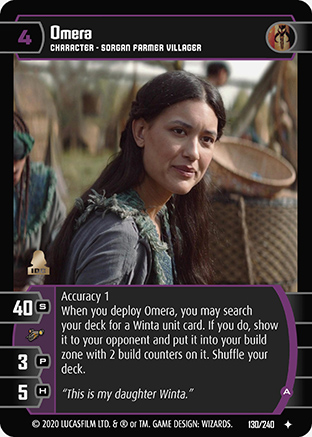 4
Omera
CHARACTER - SORGAN FARMER VILLAGER
40 S
3 P
5 H
Accuracy 1
When you deploy Omera, you may search
your deck for a Winta unit card. If you do, show
it to your opponent and put it into your build
zone with 2 build counters on it. Shuffle your
deck.
“This is my daughter Winta.”
A
© 2020 LUCASFILM LTD. & ® or TM. GAME DESIGN: WIZARDS.
130/240